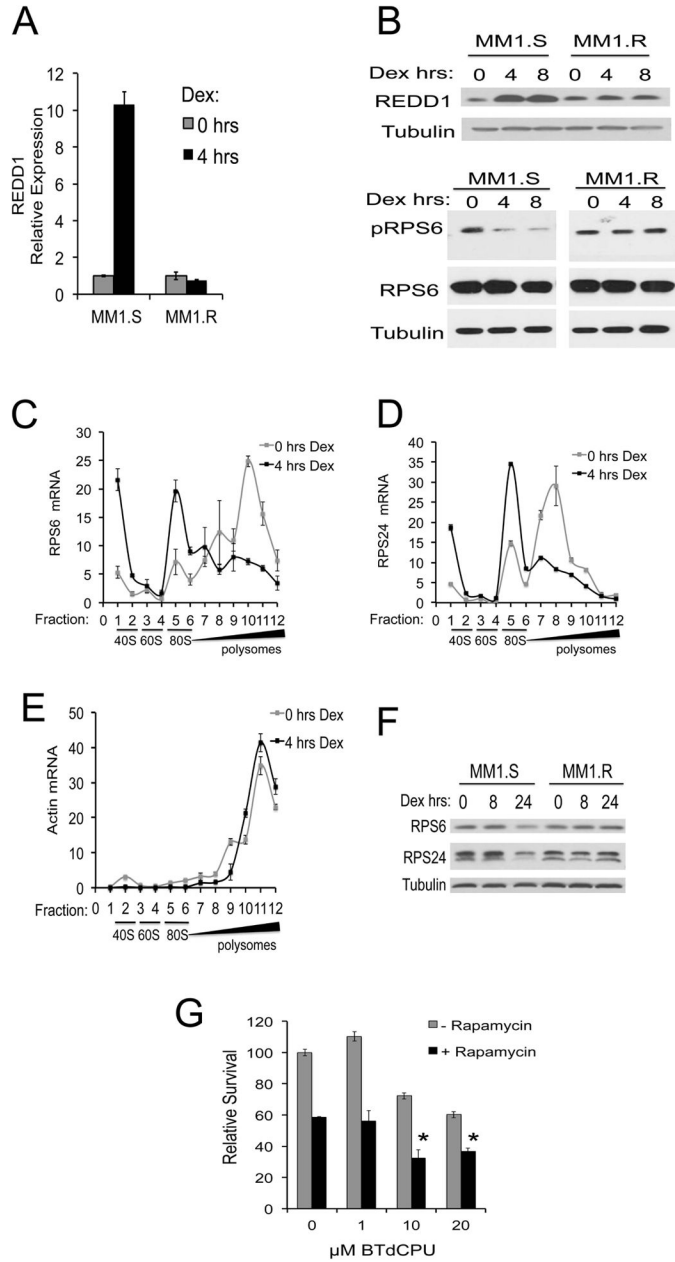 A
REDD1
Relative Expression
12
10
8
6
4
2
0
Dex:
0 hrs
4 hrs
MM1.S MM1.R
B
MM1.S MM1.R
Dex hrs: 0 4 8 0 4 8
REDD1
Tubulin
MM1.S MM1.R
Dex hrs: 0 4 8 0 4 8
pRPS6
RPS6
Tubulin
C
RPS6 mRNA
30
25
20
15
10
5
0
0 hrs Dex
4 hrs Dex
Fraction: 0 1 2 3 4 5 6 7 8 9 10 11 12
40S 60S 80S polysomes
D
RPS24 mRNA
40
35
30
25
20
15
10
5
0
0 hrs Dex
4 hrs Dex
Fraction: 0 1 2 3 4 5 6 7 8 9 10 11 12
40S 60S 80S polysomes
E
Actin mRNA
50
40
30
20
10
0
0 hrs Dex
4 hrs Dex
Fraction: 0 1 2 3 4 5 6 7 8 9 10 11 12
40S 60S 80S polysomes
F
MM1.S MM1.R
Dex hrs: 0 8 24 0 8 24
RPS6
RPS24
Tubulin
G
Relative Survival
120
100
80
60
40
20
0
- Rapamycin
+ Rapamycin
* *
0 1 10 20
µM BTdCPU